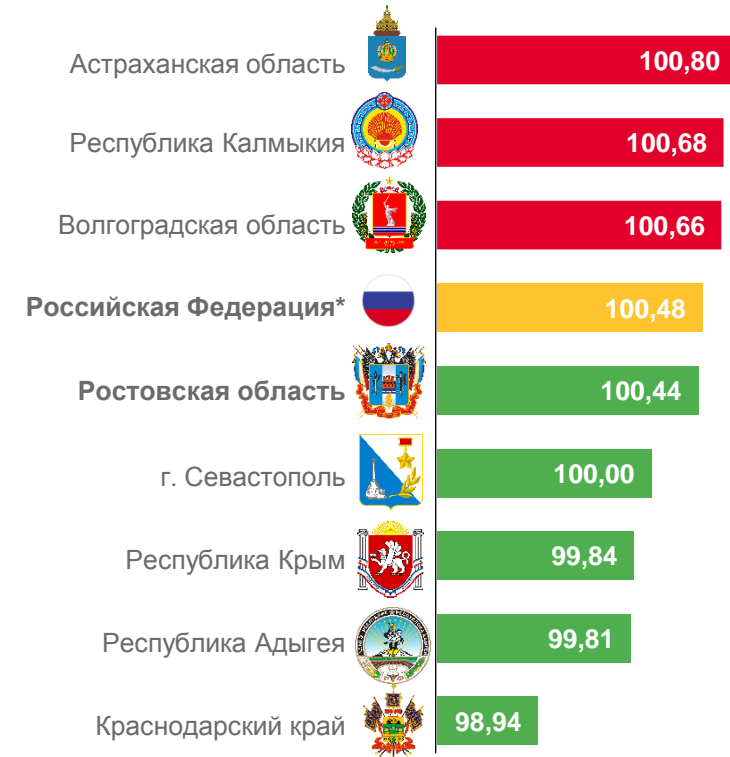 Астраханская область 100,80
Республика Калмыкия 100,68
Волгоградская область 100,66
Российская Федерация* 100,48
Ростовская область 100,44
г. Севастополь 100,00
Республика Крым 99,84
Республика Адыгея 99,81
Краснодарский край 98,94